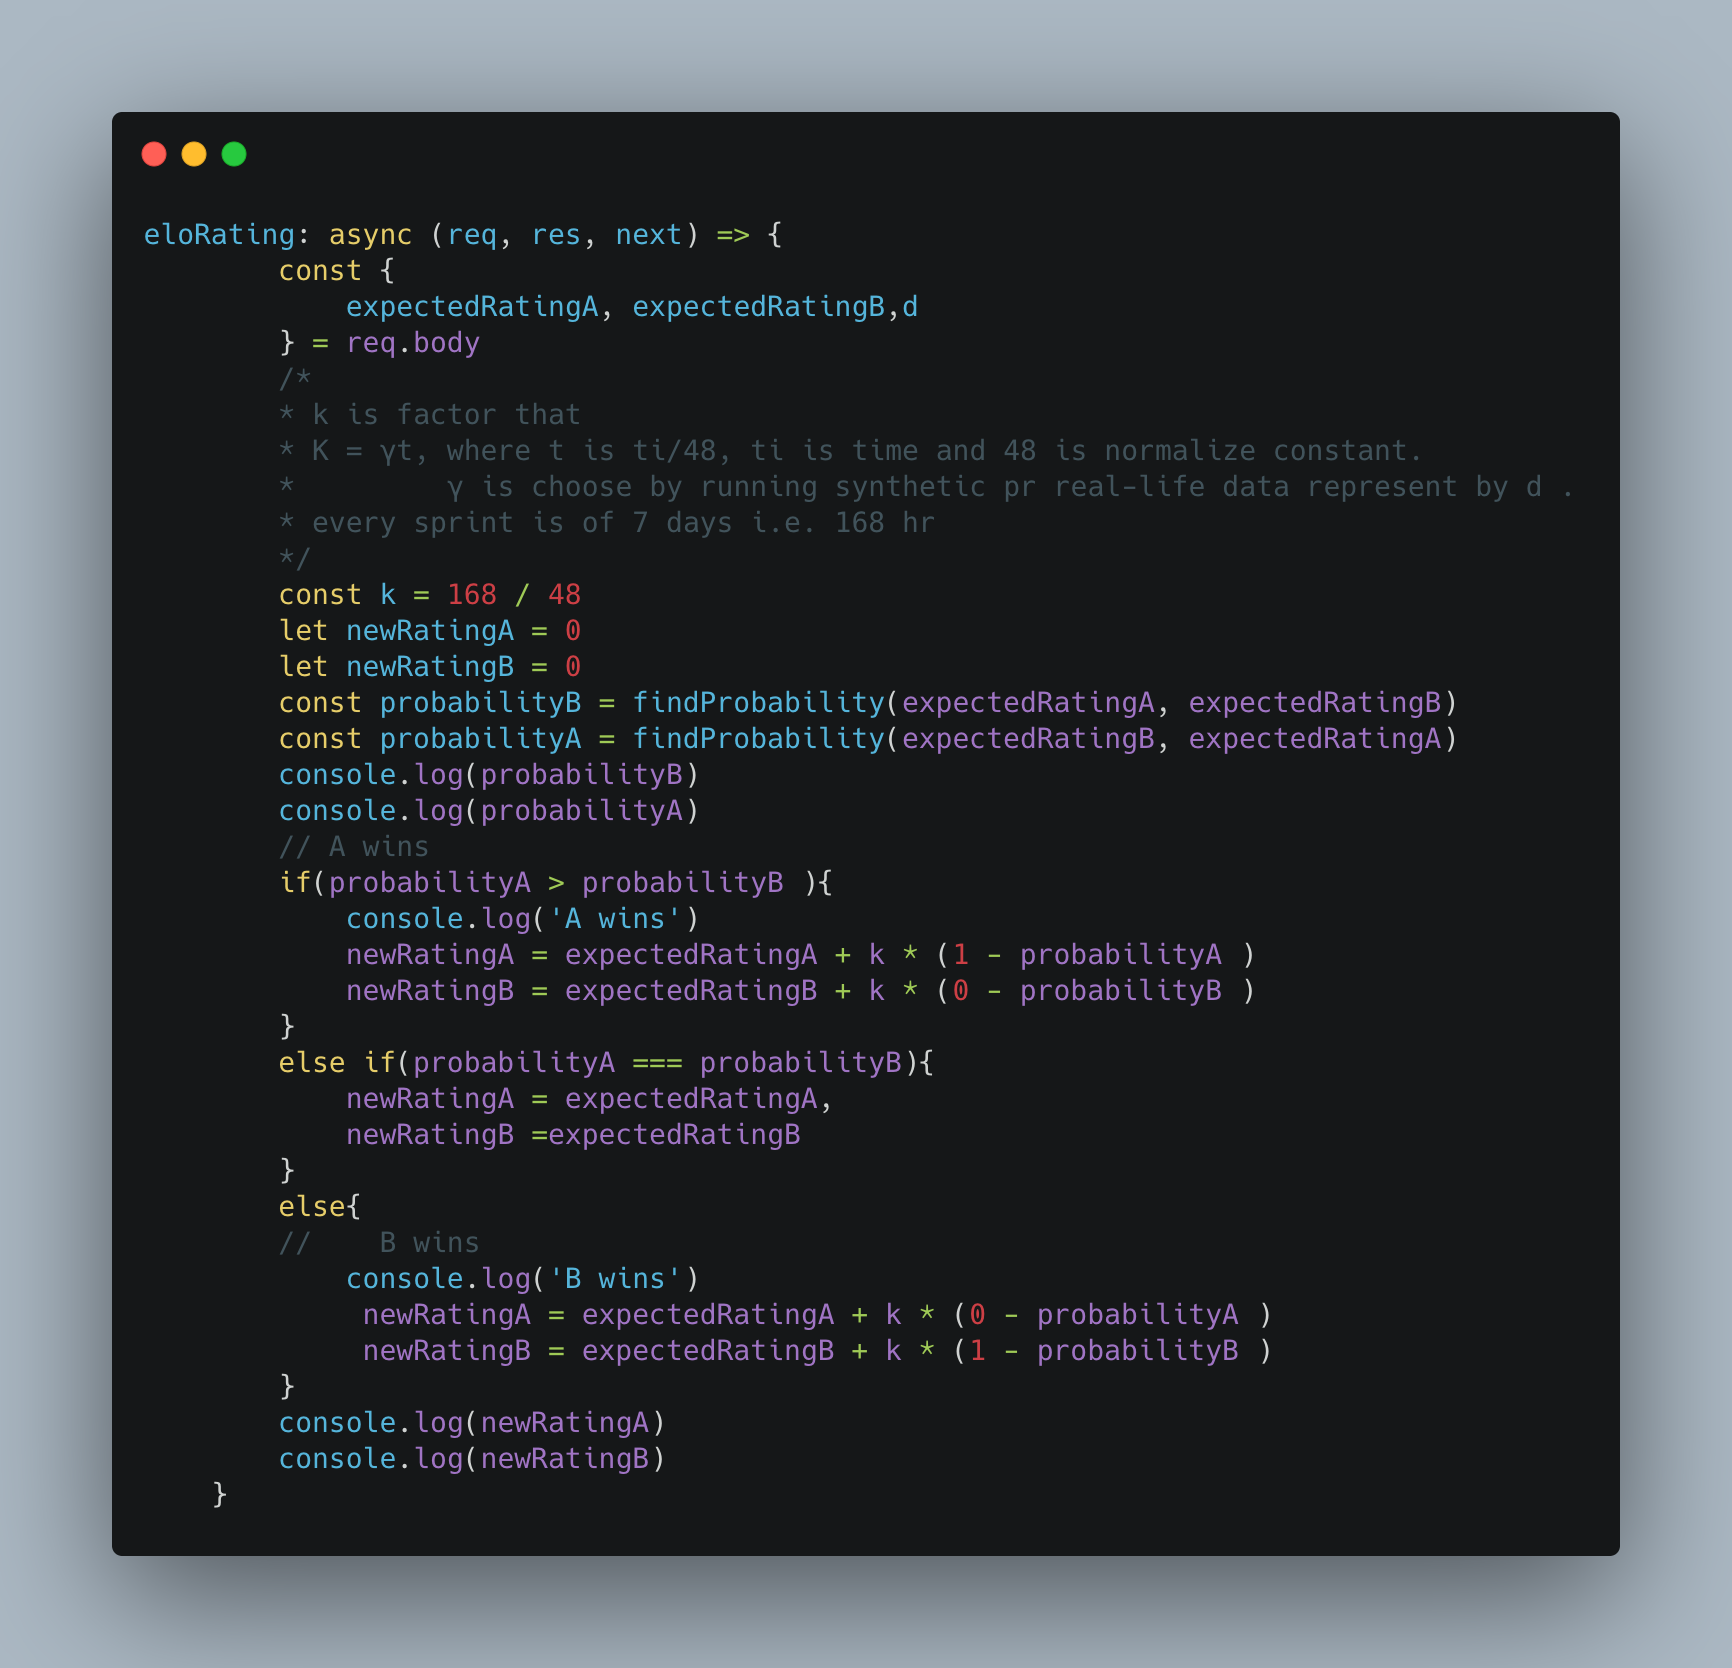 eloRating: async (req, res, next) => {
        const {
            expectedRatingA, expectedRatingB,d
        } = req.body
        /*
        * k is factor that
        * K = γt, where t is ti/48, ti is time and 48 is normalize constant.
        *         γ is choose by running synthetic pr real-life data represent by d .
        * every sprint is of 7 days i.e. 168 hr
        */
        const k = 168 / 48
        let newRatingA = 0
        let newRatingB = 0
        const probabilityB = findProbability(expectedRatingA, expectedRatingB)
        const probabilityA = findProbability(expectedRatingB, expectedRatingA)
        console.log(probabilityB)
        console.log(probabilityA)
        // A wins
        if(probabilityA > probabilityB ){
            console.log('A wins')
            newRatingA = expectedRatingA + k * (1 - probabilityA )
            newRatingB = expectedRatingB + k * (0 - probabilityB )
        }
        else if(probabilityA === probabilityB){
            newRatingA = expectedRatingA,
            newRatingB =expectedRatingB
        }
        else{
        //    B wins
            console.log('B wins')
             newRatingA = expectedRatingA + k * (0 - probabilityA )
             newRatingB = expectedRatingB + k * (1 - probabilityB )
        }
        console.log(newRatingA)
        console.log(newRatingB)
    }